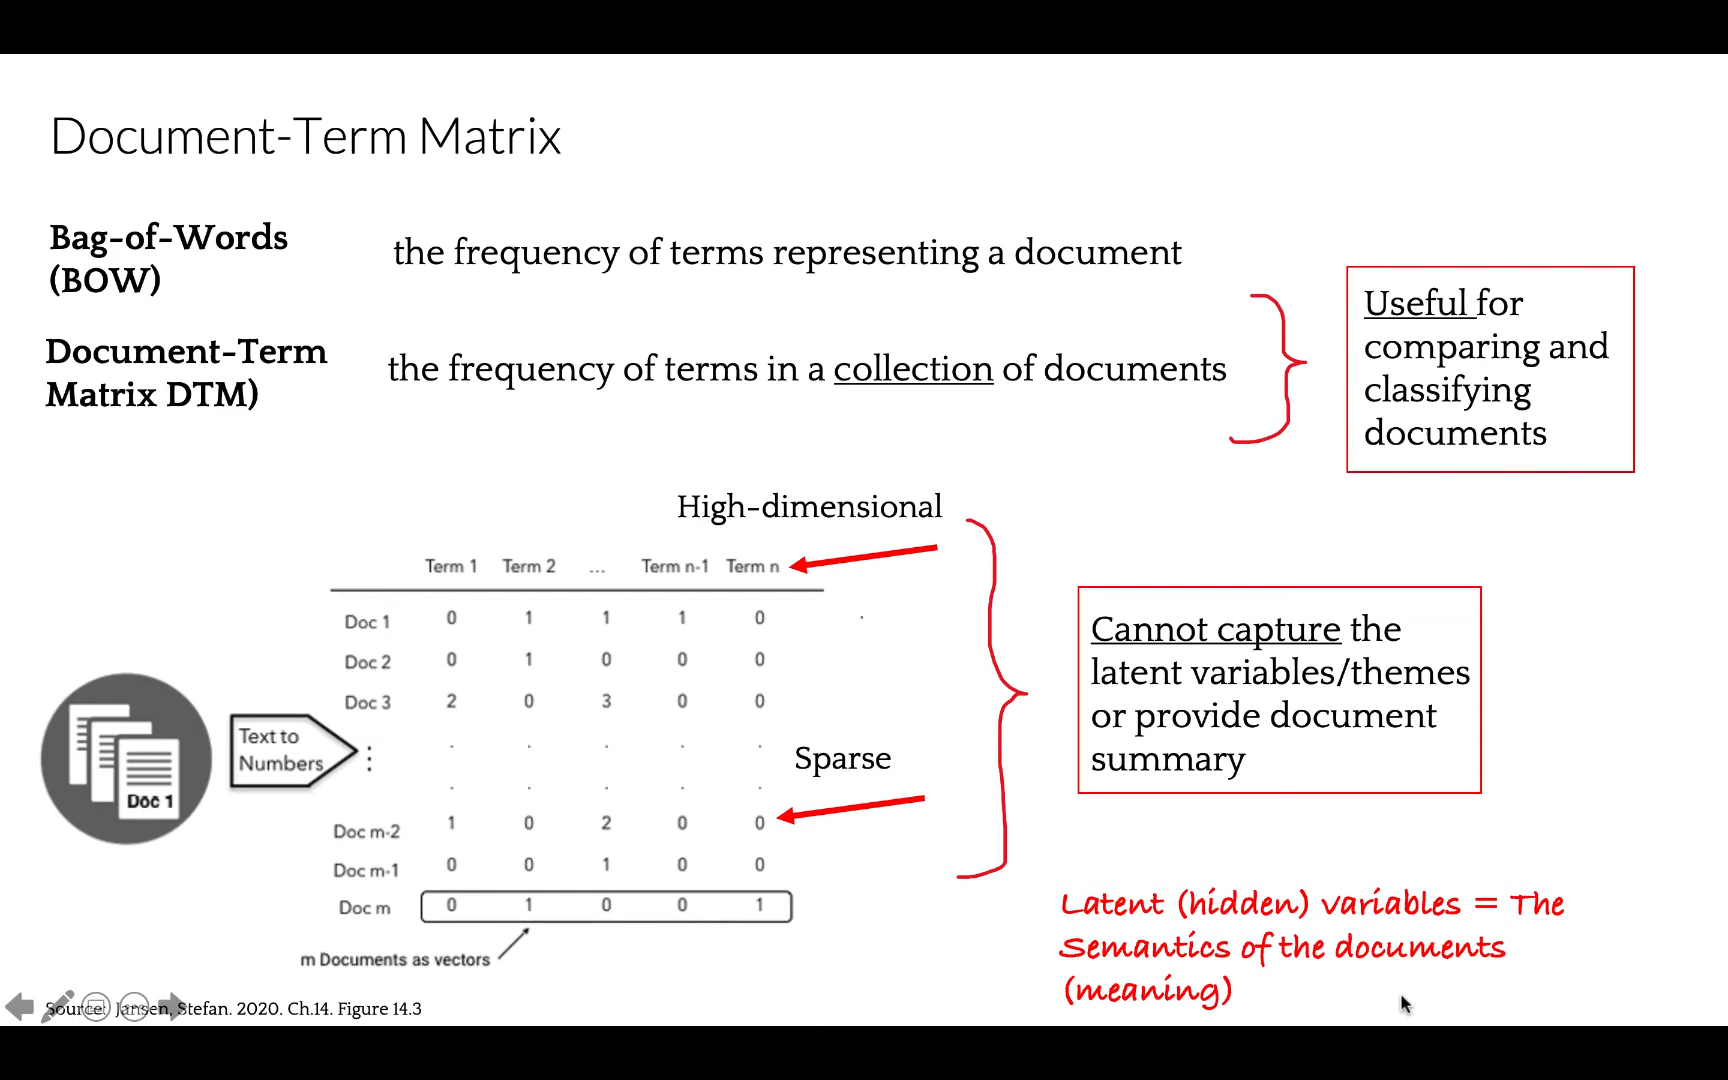 Document-Term Matrix
Bag-of-Words
(BOW)
the frequency of terms representing a document
Document-Term
Matrix DTM)
the frequency of terms in a collection of documents
Useful for
comparing and
classifying
documents
High-dimensional
Term 1 Term 2 ... Term n-1 Term n
Doc 1 0 1 1 1 0
Doc 2 0 1 0 0 0
Doc 3 2 0 3 0 0
⋮ . . . . .
. . . . .
Doc m-2 1 0 2 0 0
Doc m-1 0 0 1 0 0
Doc m 0 1 0 0 1
m Documents as vectors
Text to
Numbers
Doc 1
Sparse
Cannot capture the
latent variables/themes
or provide document
summary
Latent (hidden) variables = The
Semantics of the documents
(meaning)
Source: Jansen, Stefan. 2020. Ch.14. Figure 14.3